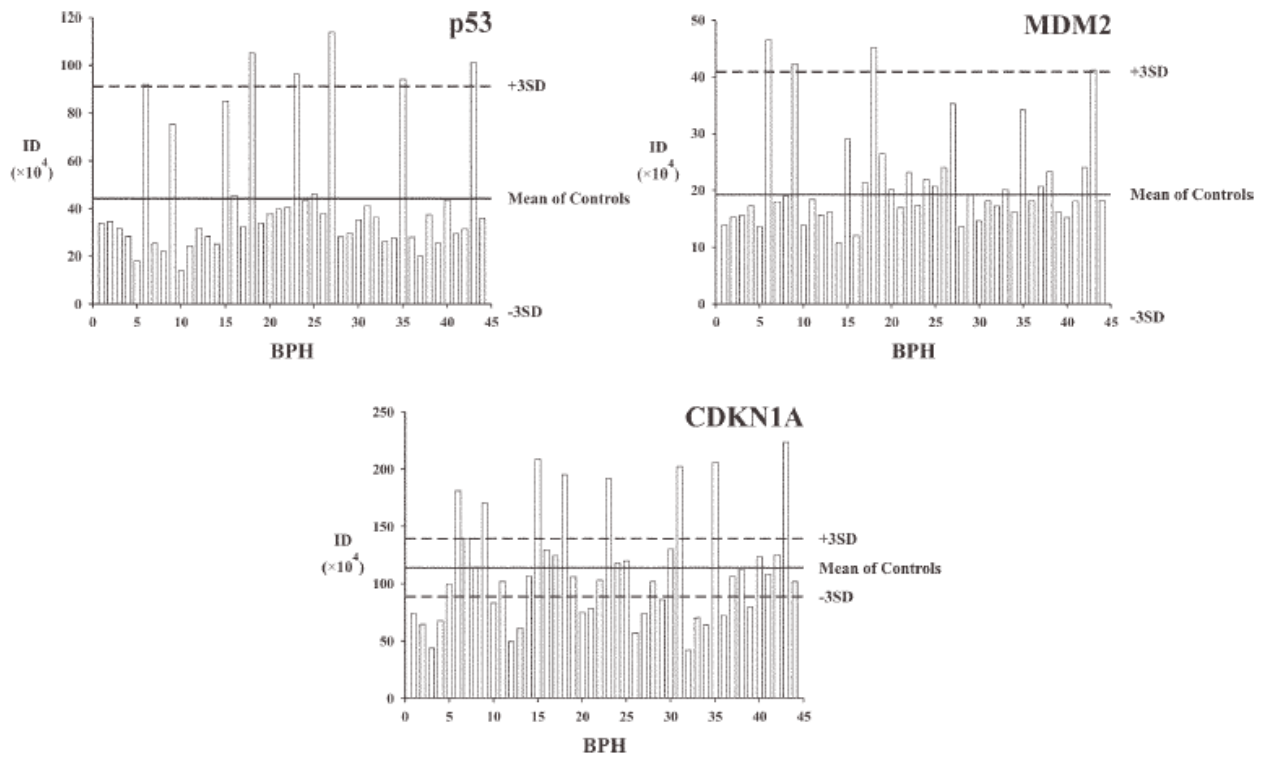 p53
120
100
80
60
40
20
0
ID
(×10⁴)
+3SD
Mean of Controls
-3SD
0 5 10 15 20 25 30 35 40 45
BPH
MDM2
50
40
30
20
10
0
ID
(×10⁴)
+3SD
Mean of Controls
-3SD
0 5 10 15 20 25 30 35 40 45
BPH
CDKN1A
250
200
150
100
50
0
ID
(×10⁴)
+3SD
Mean of Controls
-3SD
0 5 10 15 20 25 30 35 40 45
BPH